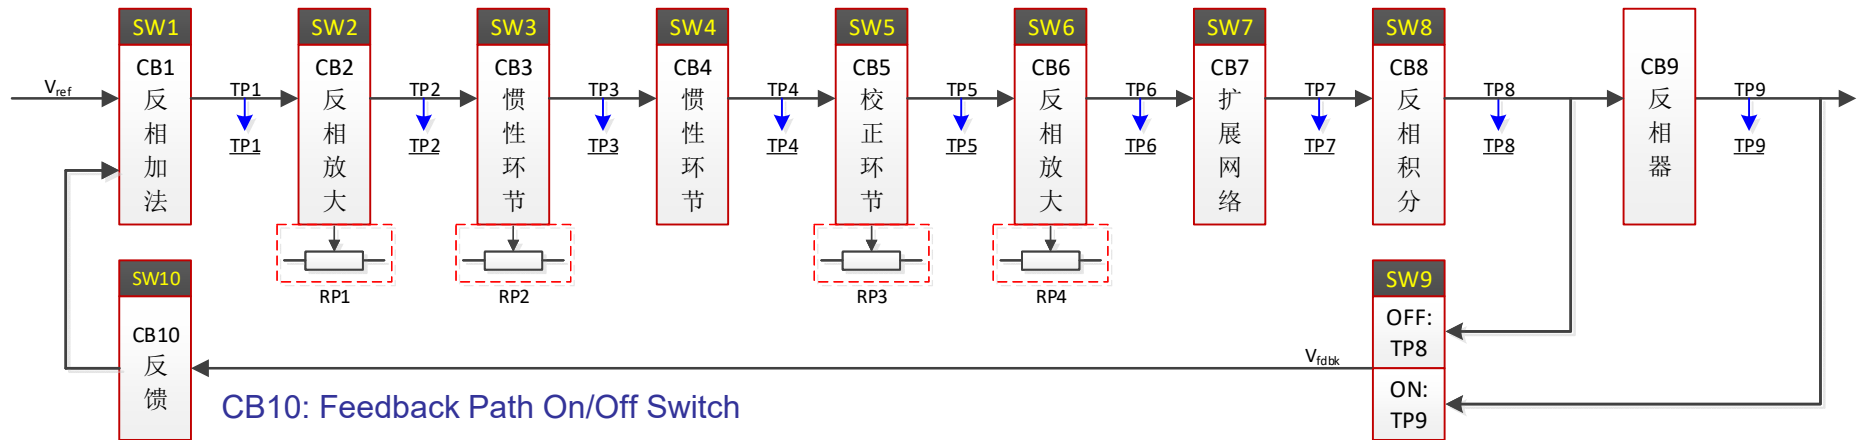 SW1
SW2
SW3
SW4
SW5
SW6
SW7
SW8
CB1
反
相
加
法
CB2
反
相
放
大
CB3
惯
性
环
节
CB4
惯
性
环
节
CB5
校
正
环
节
CB6
反
相
放
大
CB7
扩
展
网
络
CB8
反
相
积
分
CB9
反
相
器
Vref
TP1
TP2
TP3
TP4
TP5
TP6
TP7
TP8
TP9
TP1
TP2
TP3
TP4
TP5
TP6
TP7
TP8
TP9
RP1
RP2
RP3
RP4
SW10
CB10
反
馈
SW9
OFF:
TP8
ON:
TP9
Vfdbk
CB10: Feedback Path On/Off Switch